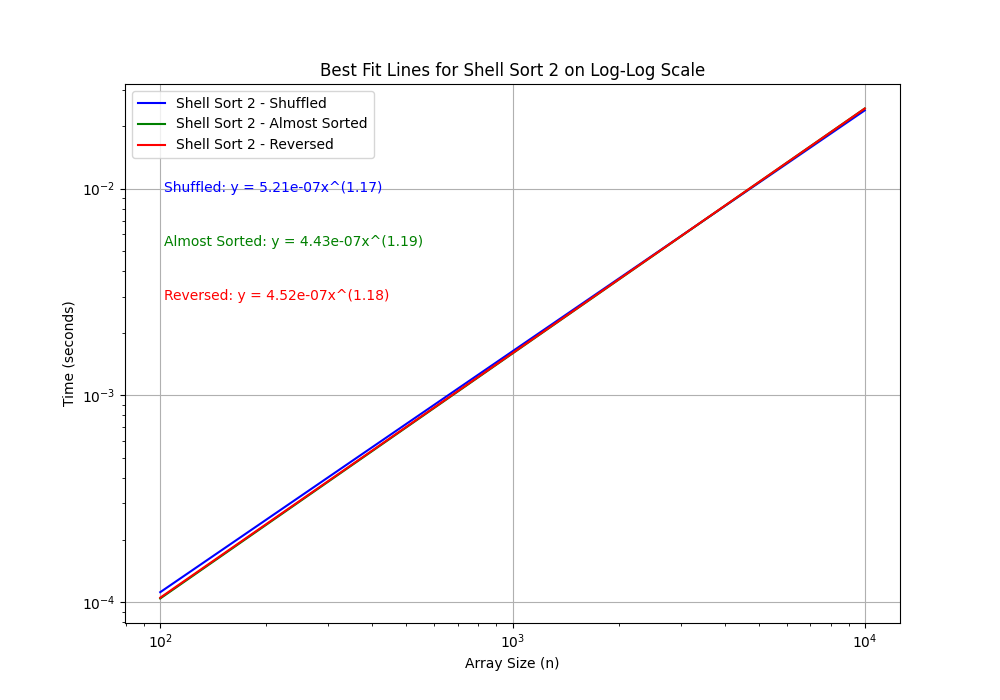 Best Fit Lines for Shell Sort 2 on Log-Log Scale
Shell Sort 2 - Shuffled
Shell Sort 2 - Almost Sorted
Shell Sort 2 - Reversed
Shuffled: y = 5.21e-07x^(1.17)
Almost Sorted: y = 4.43e-07x^(1.19)
Reversed: y = 4.52e-07x^(1.18)
Time (seconds)
10⁻²
10⁻³
10⁻⁴
10² 10³ 10⁴
Array Size (n)